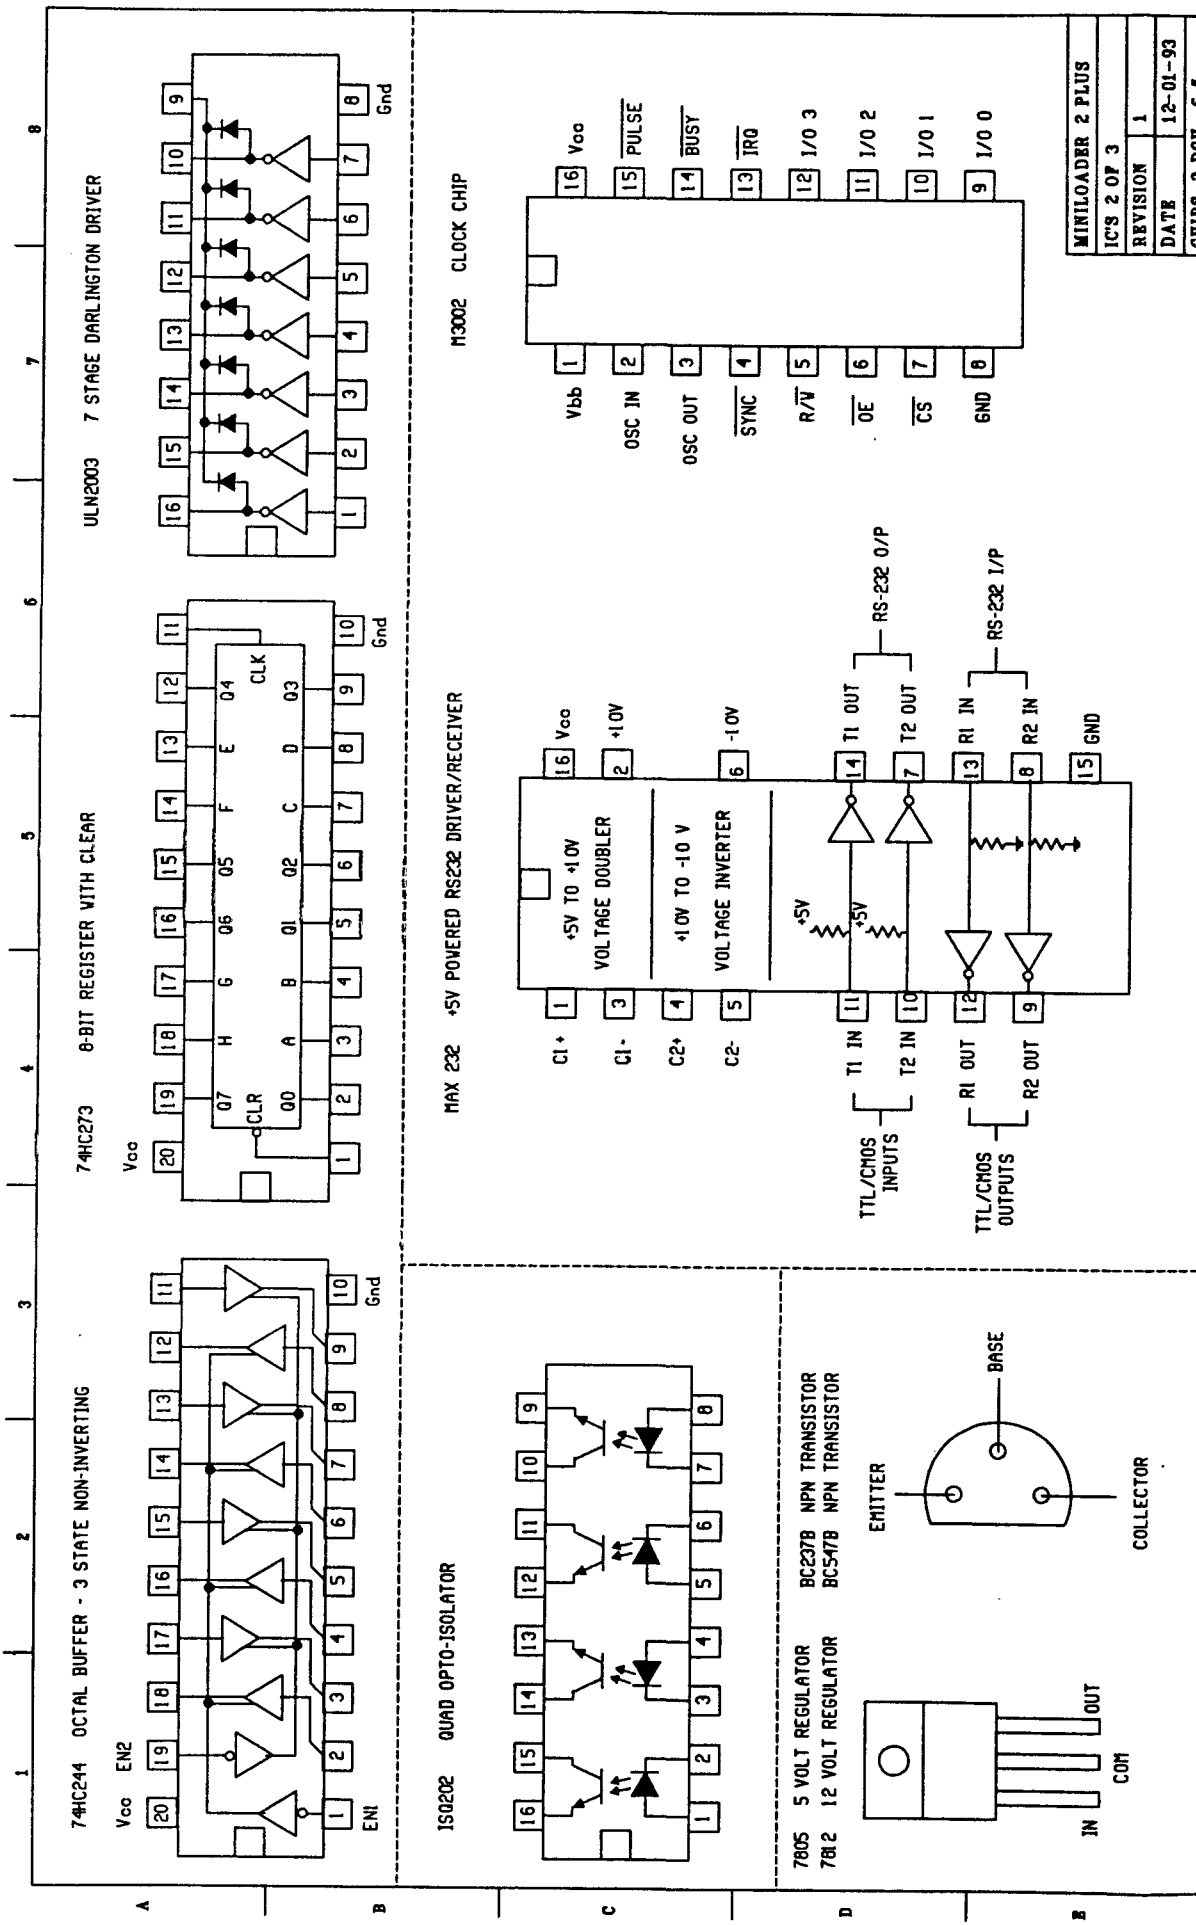 1 2 3 4 5 6 7 8
A
B
C
D
E
74HC244 OCTAL BUFFER - 3 STATE NON-INVERTING
Vcc EN2
20 19 18 17 16 15 14 13 12 11
1 2 3 4 5 6 7 8 9 10
EN1 Gnd
74HC273 8-BIT REGISTER WITH CLEAR
Vcc
20 19 18 17 16 15 14 13 12 11
Q7 H G Q6 Q5 F E Q4
CLR CLK
Q0 A B Q1 Q2 C D Q3
1 2 3 4 5 6 7 8 9 10
Gnd
ULN2003 7 STAGE DARLINGTON DRIVER
16 15 14 13 12 11 10 9
1 2 3 4 5 6 7 8
Gnd
ISQ202 QUAD OPTO-ISOLATOR
16 15 14 13 12 11 10 9
1 2 3 4 5 6 7 8
7805 5 VOLT REGULATOR
7812 12 VOLT REGULATOR
IN COM OUT
BC237B NPN TRANSISTOR
BC547B NPN TRANSISTOR
EMITTER
BASE
COLLECTOR
MAX 232 +5V POWERED RS232 DRIVER/RECEIVER
C1+ 1 16 Vcc
+5V TO +10V
C1- 3 VOLTAGE DOUBLER 2 +10V
C2+ 4 +10V TO -10 V
C2- 5 VOLTAGE INVERTER 6 -10V
+5V
T1 IN 11 14 T1 OUT
+5V
T2 IN 10 7 T2 OUT
TTL/CMOS
INPUTS
RS-232 O/P
R1 OUT 12 13 R1 IN
R2 OUT 9 8 R2 IN
TTL/CMOS
OUTPUTS
RS-232 I/P
15 GND
M3002 CLOCK CHIP
Vbb 1 16 Vcc
OSC IN 2 15 PULSE
OSC OUT 3 14 BUSY
SYNC 4 13 IRQ
R/W 5 12 I/O 3
OE 6 11 I/O 2
CS 7 10 I/O 1
GND 8 9 I/O 0
MINILOADER 2 PLUS
IC'S 2 OF 3
REVISION 1
DATE 12-01-93